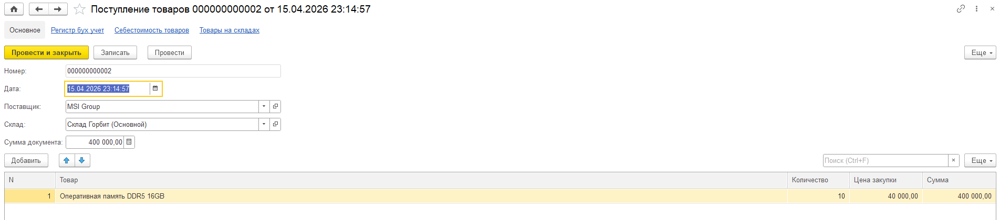 Поступление товаров 000000000002 от 15.04.2026 23:14:57
Основное Регистр бух учет Себестоимость товаров Товары на складах
Провести и закрыть Записать Провести Еще
Номер: 000000000002
Дата: 15.04.2026 23:14:57
Поставщик: MSI Group
Склад: Склад Горбит (Основной)
Сумма документа: 400 000,00
Добавить Поиск (Ctrl+F) × Еще
N Товар Количество Цена закупки Сумма
1 Оперативная память DDR5 16GB 10 40 000,00 400 000,00